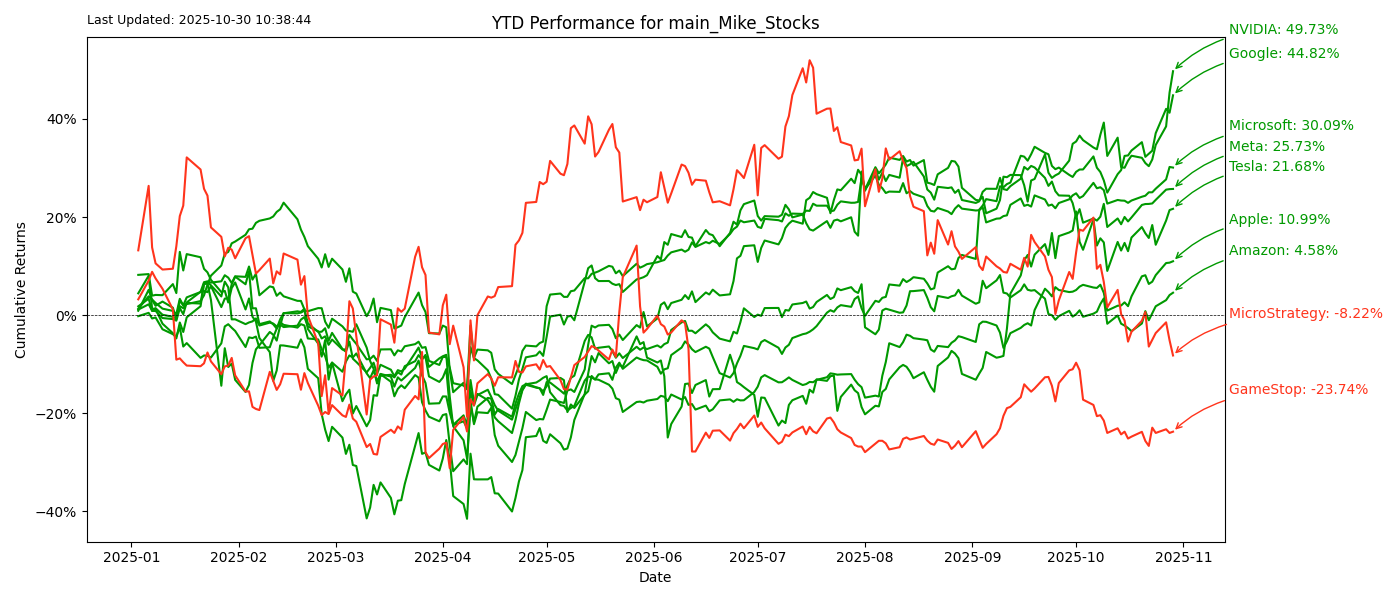 Last Updated: 2025-10-30 10:38:44
YTD Performance for main_Mike_Stocks
NVIDIA: 49.73%
Google: 44.82%
Microsoft: 30.09%
Meta: 25.73%
Tesla: 21.68%
Apple: 10.99%
Amazon: 4.58%
MicroStrategy: -8.22%
GameStop: -23.74%
Cumulative Returns
40%
20%
0%
−20%
−40%
2025-01
2025-02
2025-03
2025-04
2025-05
2025-06
2025-07
2025-08
2025-09
2025-10
2025-11
Date